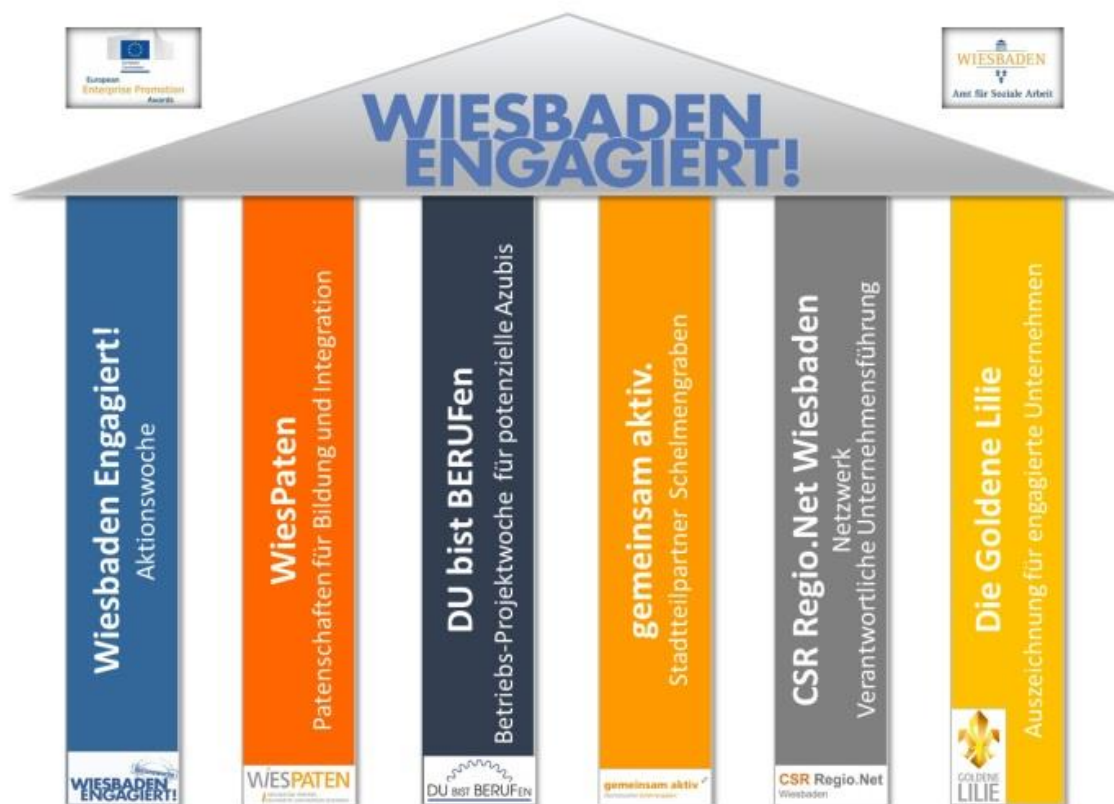 European
Enterprise Promotion
Awards
WIESBADEN
Amt für Soziale Arbeit
WIESBADEN
ENGAGIERT!
Wiesbaden Engagiert!
Aktionswoche
WIESBADEN
ENGAGIERT!
WiesPaten
Patenschaften für Bildung und Integration
WIESPATEN
DU bist BERUFen
Betriebs-Projektwoche für potenzielle Azubis
DU BIST BERUFEN
gemeinsam aktiv.
Stadtteilpartner Schelmengraben
gemeinsam aktiv
CSR Regio.Net Wiesbaden
Netzwerk
Verantwortliche Unternehmensführung
CSR Regio.Net
Wiesbaden
Die Goldene Lilie
Auszeichnung für engagierte Unternehmen
GOLDENE
LILIE